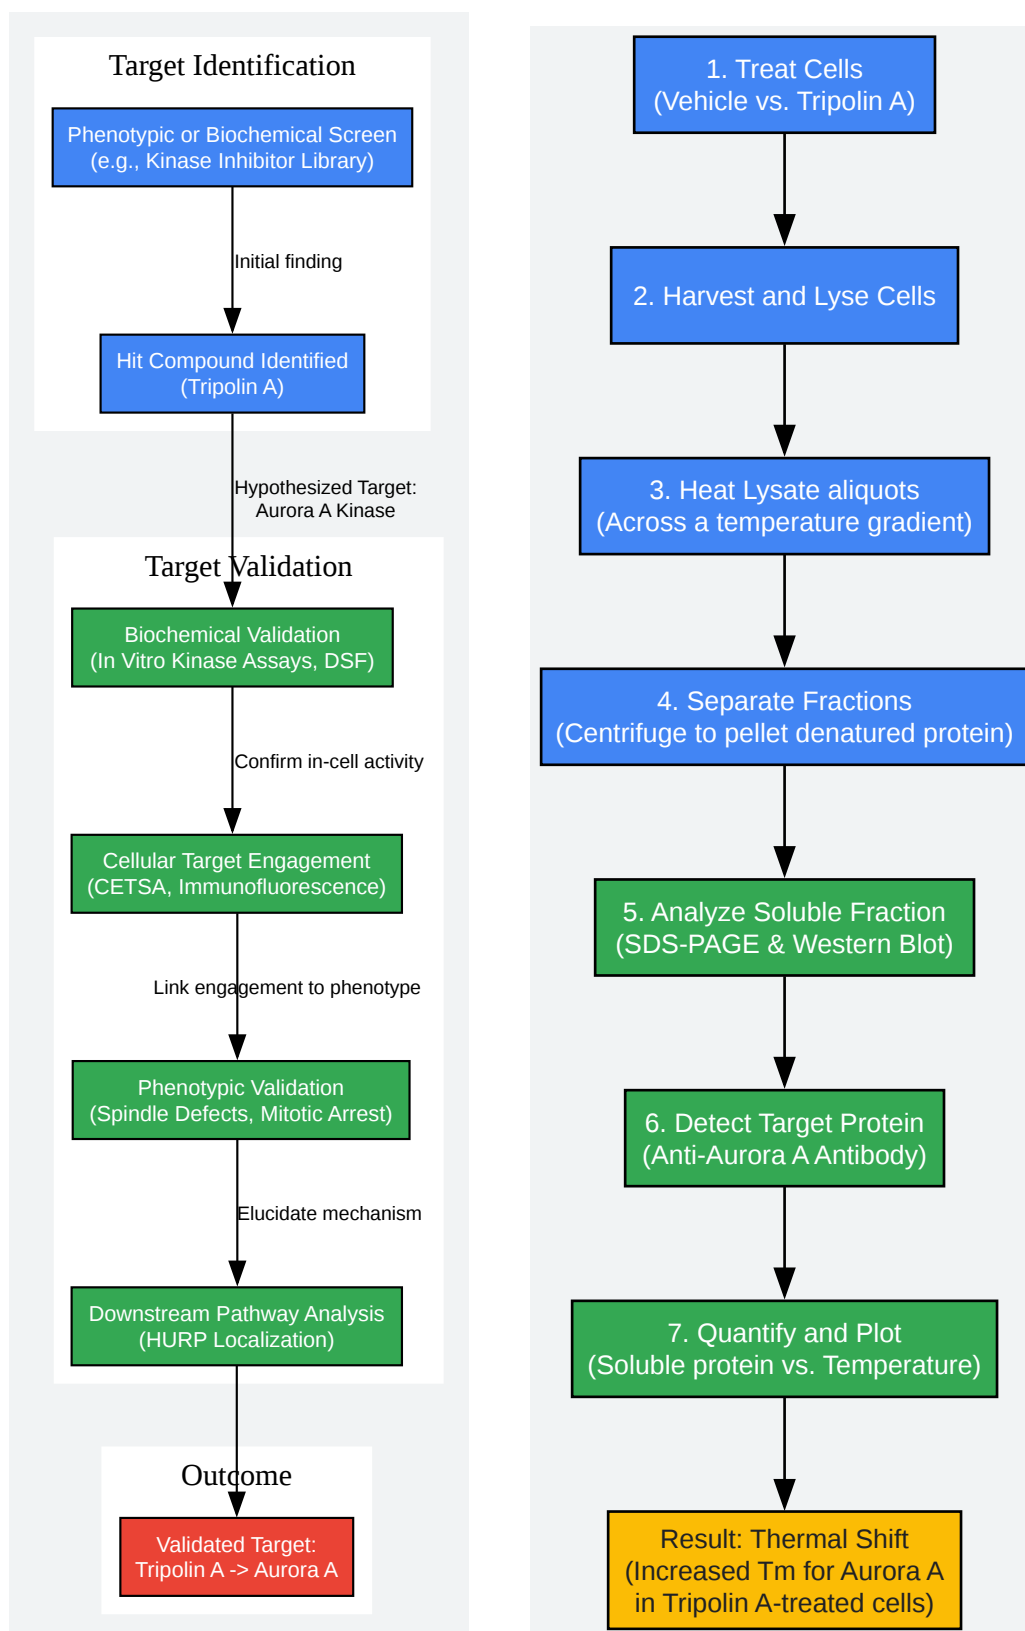 Target Identification
Phenotypic or Biochemical Screen
(e.g., Kinase Inhibitor Library)
Initial finding
Hit Compound Identified
(Tripolin A)
Hypothesized Target:
Aurora A Kinase
Target Validation
Biochemical Validation
(In Vitro Kinase Assays, DSF)
Confirm in-cell activity
Cellular Target Engagement
(CETSA, Immunofluorescence)
Link engagement to phenotype
Phenotypic Validation
(Spindle Defects, Mitotic Arrest)
Elucidate mechanism
Downstream Pathway Analysis
(HURP Localization)
Outcome
Validated Target:
Tripolin A -> Aurora A
1. Treat Cells
(Vehicle vs. Tripolin A)
2. Harvest and Lyse Cells
3. Heat Lysate aliquots
(Across a temperature gradient)
4. Separate Fractions
(Centrifuge to pellet denatured protein)
5. Analyze Soluble Fraction
(SDS-PAGE & Western Blot)
6. Detect Target Protein
(Anti-Aurora A Antibody)
7. Quantify and Plot
(Soluble protein vs. Temperature)
Result: Thermal Shift
(Increased Tm for Aurora A
in Tripolin A-treated cells)